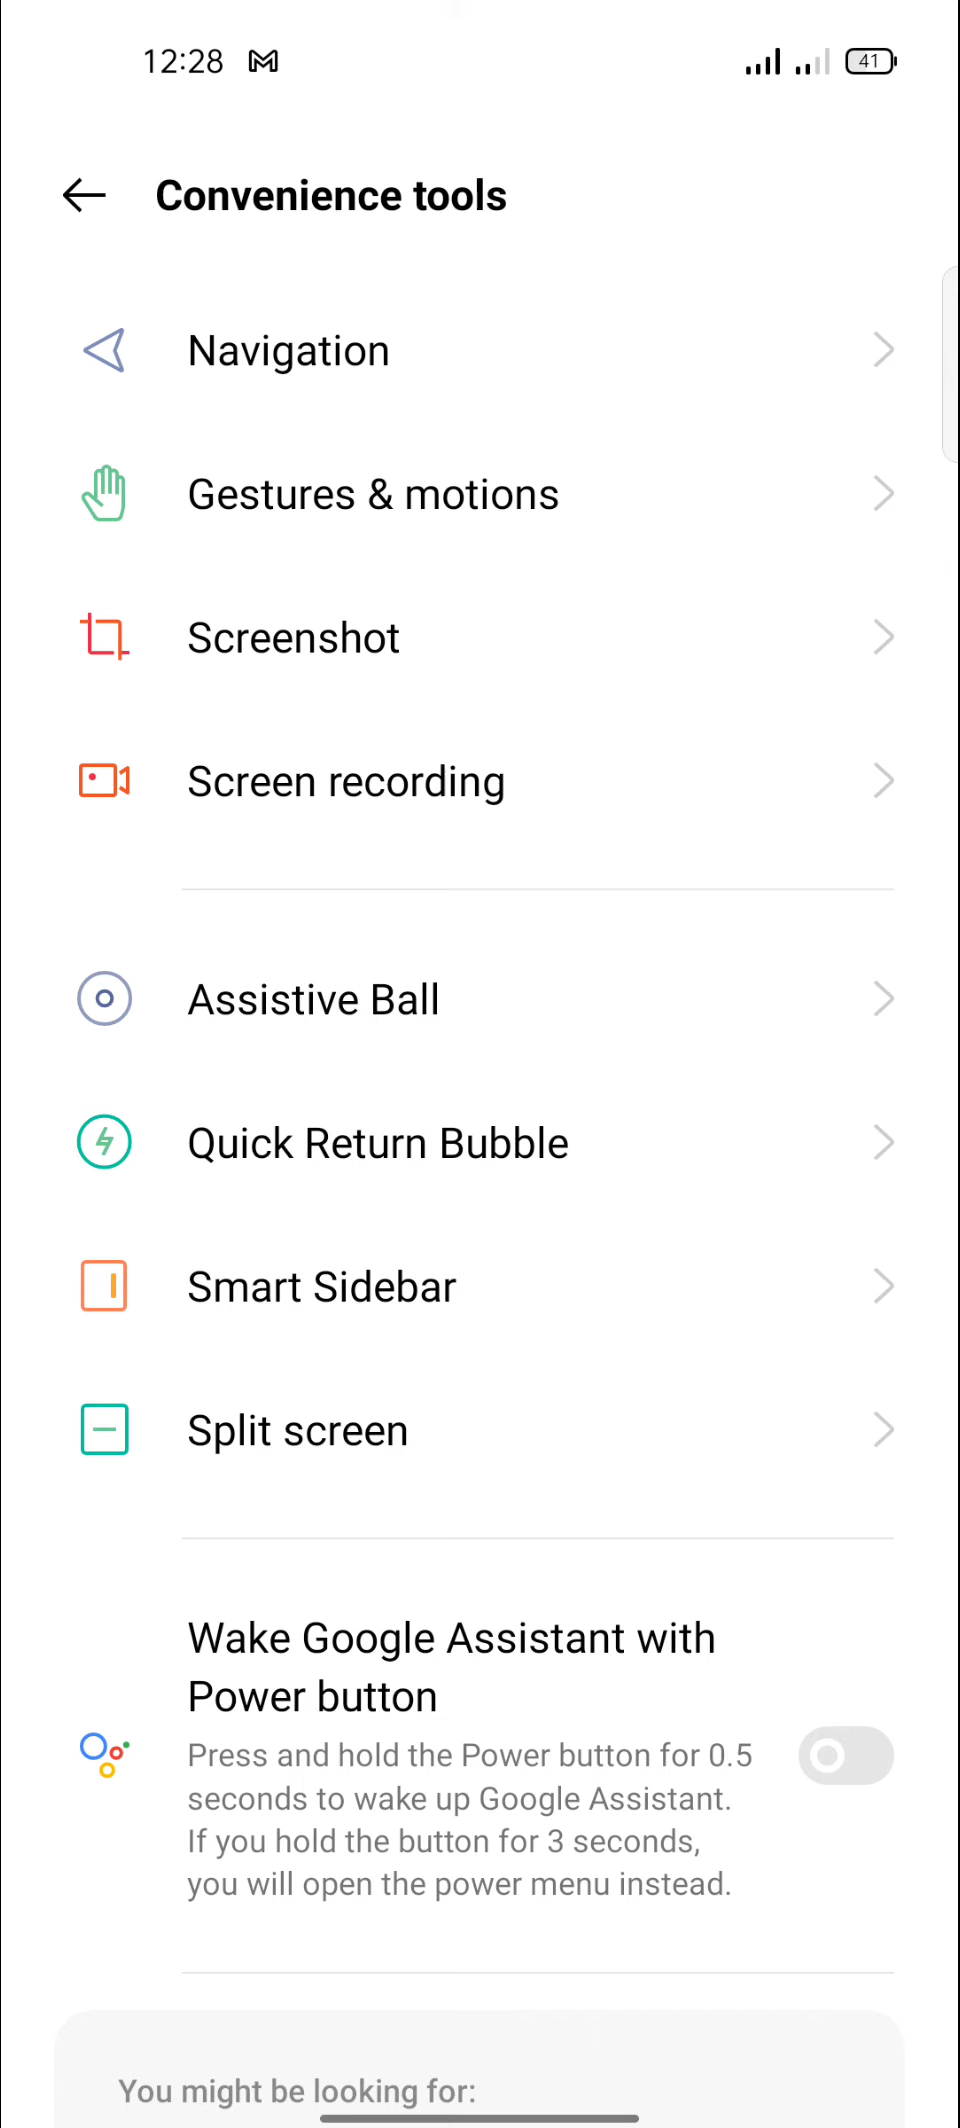 12:28
41
Convenience tools
Navigation
Gestures & motions
Screenshot
Screen recording
Assistive Ball
Quick Return Bubble
Smart Sidebar
Split screen
Wake Google Assistant with
Power button
Press and hold the Power button for 0.5
seconds to wake up Google Assistant.
If you hold the button for 3 seconds,
you will open the power menu instead.
You might be looking for: